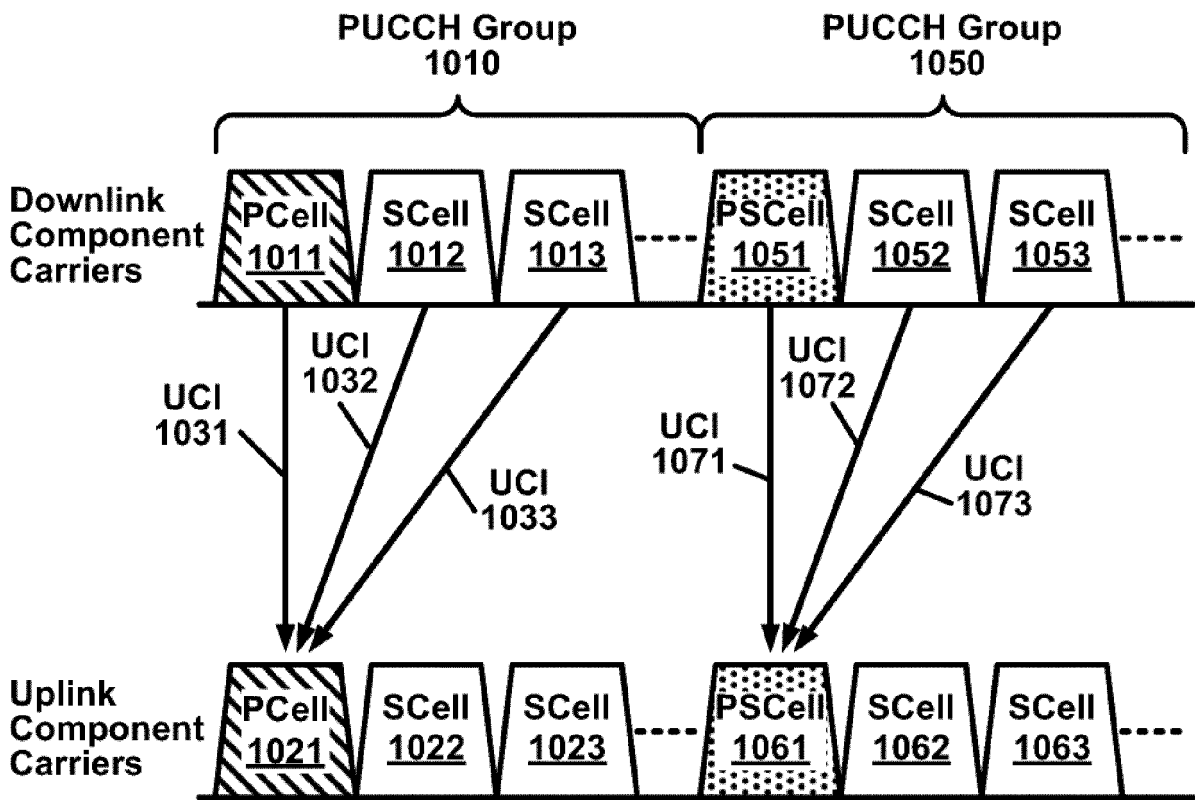 PUCCH Group
1010
PUCCH Group
1050
Downlink
Component
Carriers
PCell
1011
SCell
1012
SCell
1013
PSCell
1051
SCell
1052
SCell
1053
UCI
1031
UCI
1032
UCI
1033
UCI
1071
UCI
1072
UCI
1073
Uplink
Component
Carriers
PCell
1021
SCell
1022
SCell
1023
PSCell
1061
SCell
1062
SCell
1063